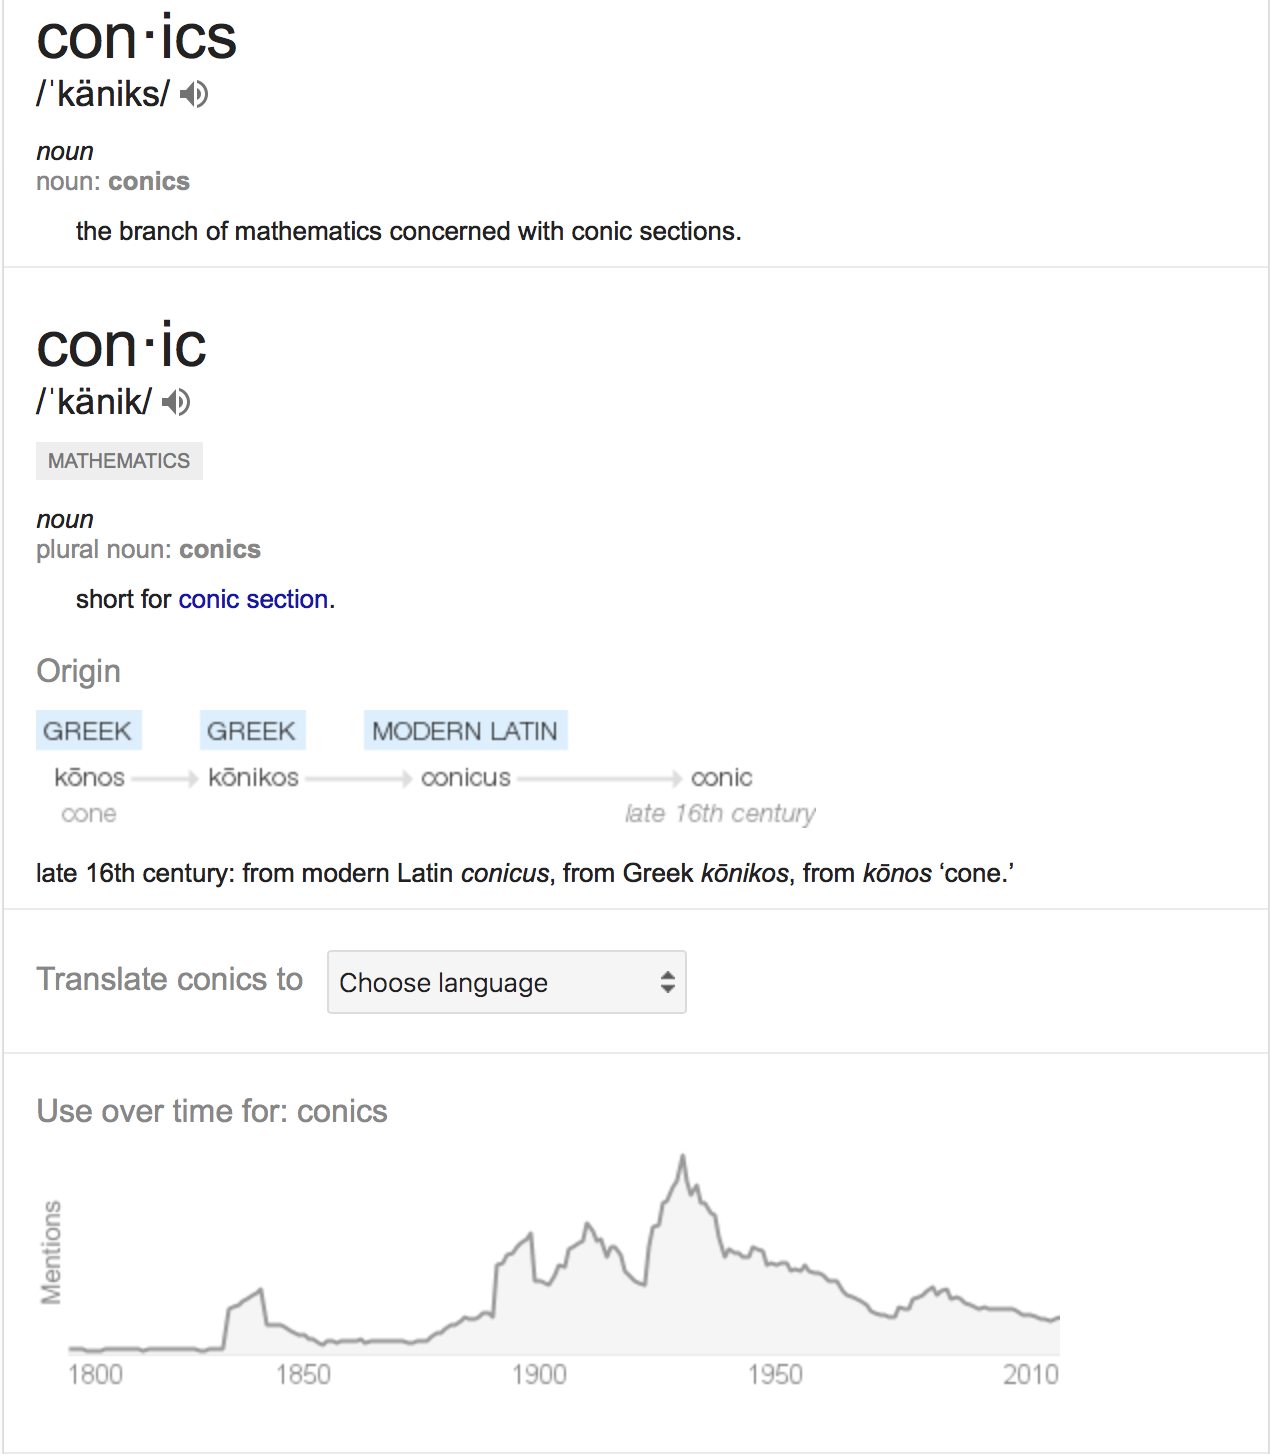 con·ics
/ˈkäniks/
noun
noun: conics
the branch of mathematics concerned with conic sections.
con·ic
/ˈkänik/
MATHEMATICS
noun
plural noun: conics
short for conic section.
Origin
GREEK GREEK MODERN LATIN
kōnos kōnikos conicus conic
cone late 16th century
late 16th century: from modern Latin conicus, from Greek kōnikos, from kōnos ‘cone.’
Translate conics to Choose language
Use over time for: conics
Mentions
1800 1850 1900 1950 2010